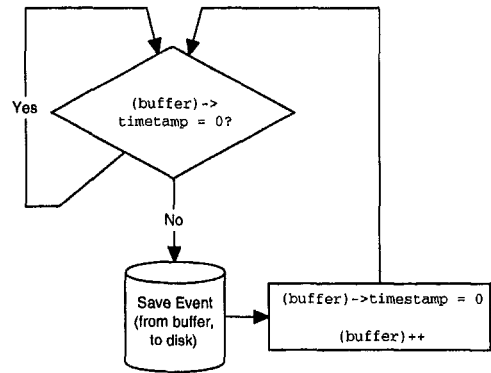 (buffer)->
timetamp = 0?
Yes
No
Save Event
(from buffer,
to disk)
(buffer)->timestamp = 0
(buffer)++